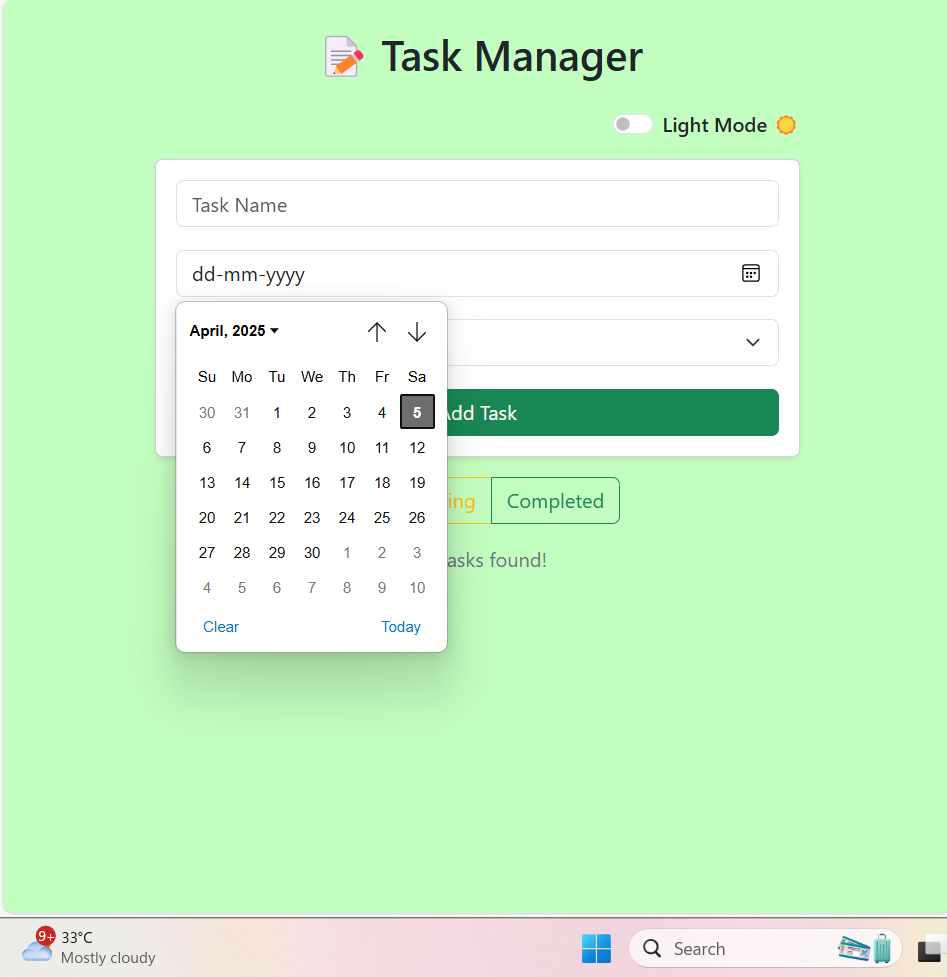 Task Manager
Light Mode
Task Name
dd-mm-yyyy
April, 2025
Su Mo Tu We Th Fr Sa
30 31 1 2 3 4 5
6 7 8 9 10 11 12
13 14 15 16 17 18 19
20 21 22 23 24 25 26
27 28 29 30 1 2 3
4 5 6 7 8 9 10
Clear Today
Add Task
ing Completed
asks found!
9+ 33°C
Mostly cloudy
Search